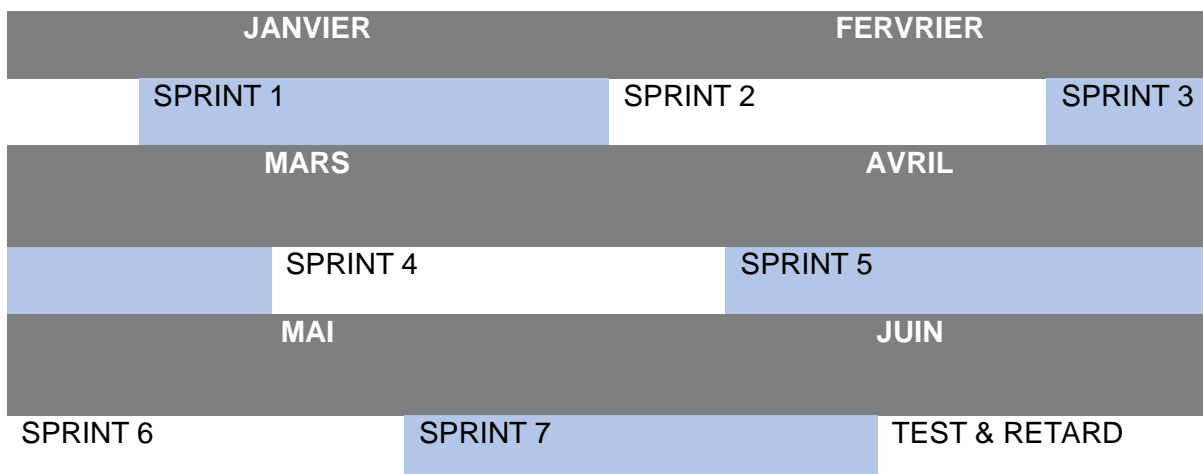 JANVIER FERVRIER
SPRINT 1 SPRINT 2 SPRINT 3
MARS AVRIL
SPRINT 4 SPRINT 5
MAI JUIN
SPRINT 6 SPRINT 7 TEST & RETARD